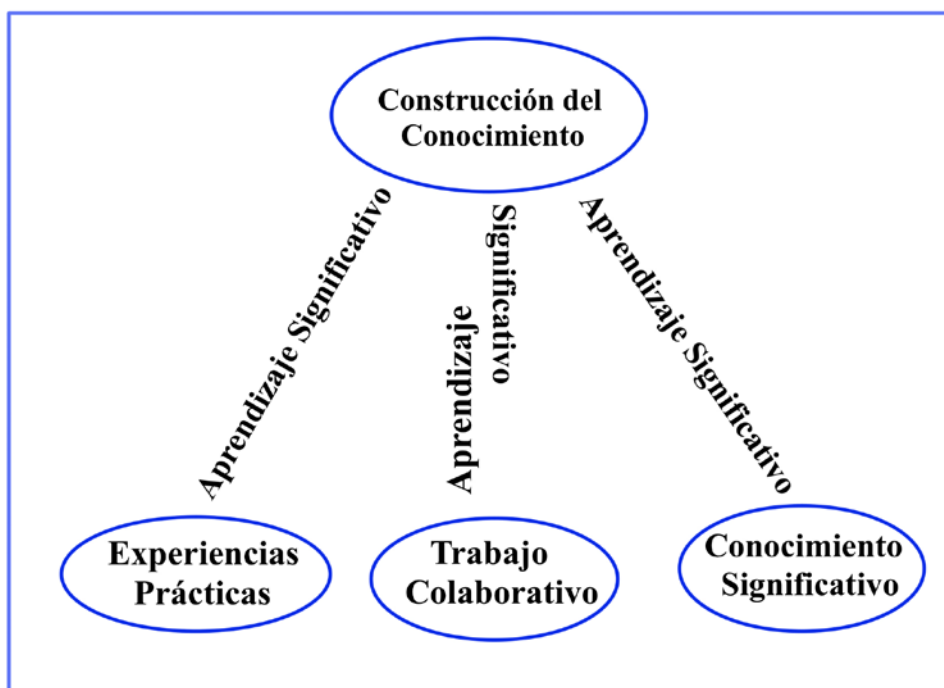 Construcción del
Conocimiento
Aprendizaje Significativo
Aprendizaje
Significativo
Aprendizaje Significativo
Experiencias
Prácticas
Trabajo
Colaborativo
Conocimiento
Significativo